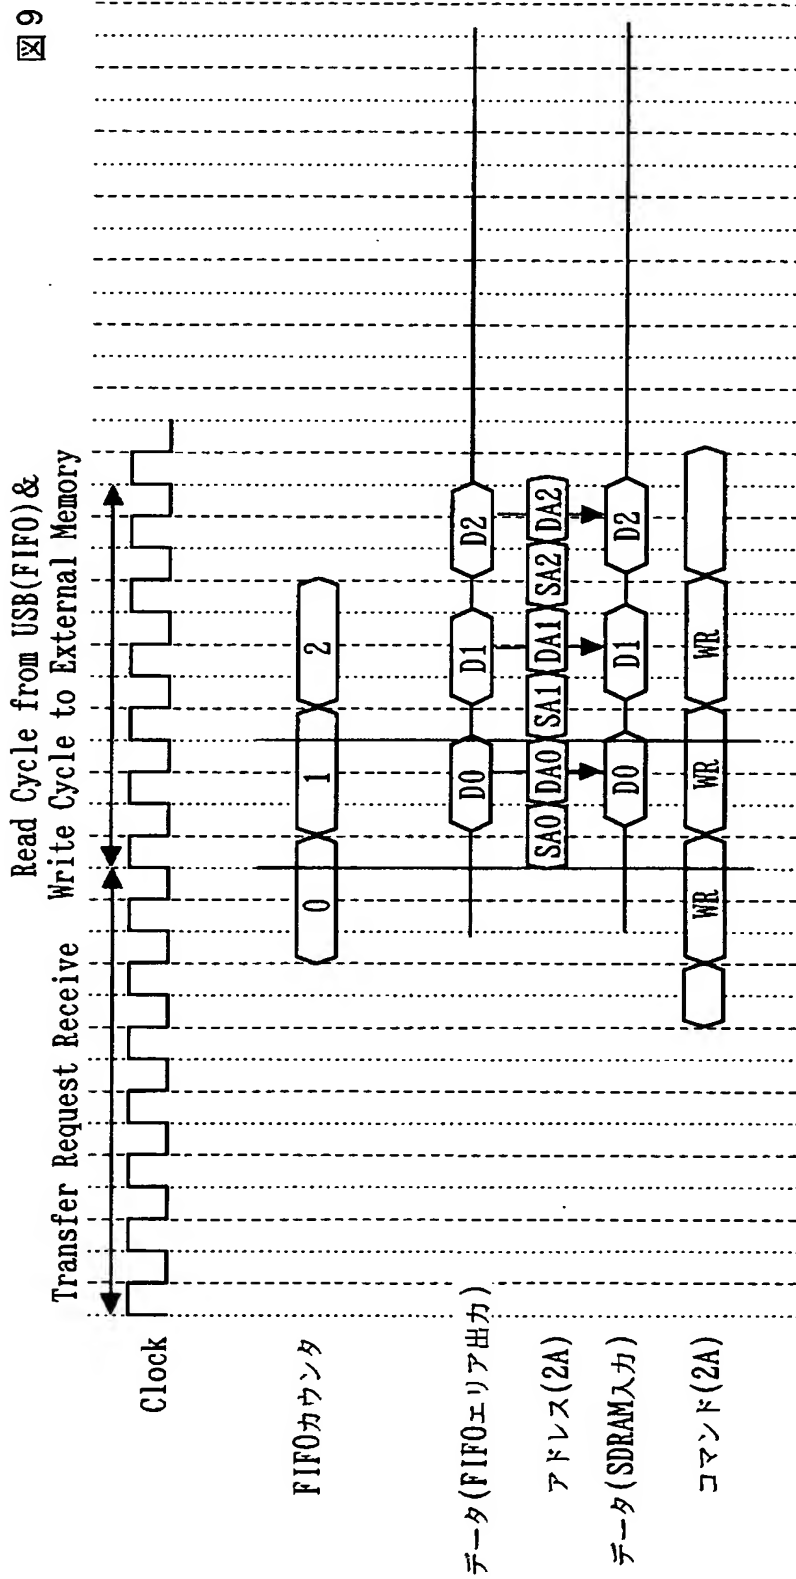 図9
Transfer Request Receive
Read Cycle from USB(FIFO)&
Write Cycle to External Memory
Clock
FIFOカウンタ
0 1 2
データ(FIFOエリア出力)
D0 D1 D2
アドレス(2A)
SA0 DA0 SA1 DA1 SA2 DA2
データ(SDRAM入力)
D0 D1 D2
コマンド(2A)
WR WR WR